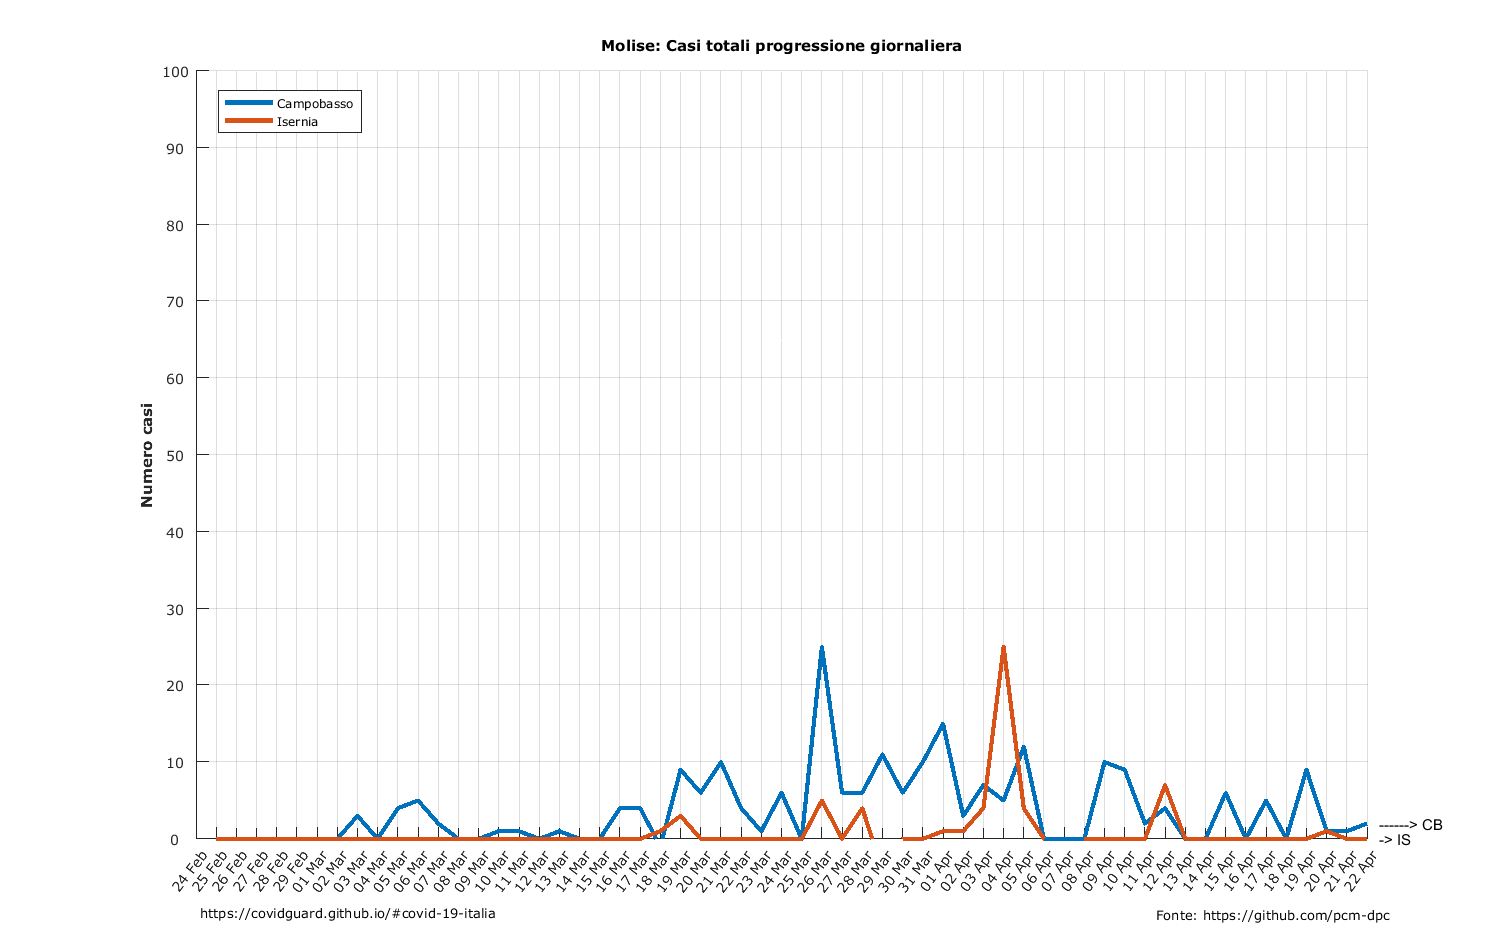 Molise: Casi totali progressione giornaliera
100
90
80
70
60
50
40
30
20
10
0
Numero casi
Campobasso
Isernia
------> CB
-> IS
24 Feb
25 Feb
26 Feb
27 Feb
28 Feb
29 Feb
01 Mar
02 Mar
03 Mar
04 Mar
05 Mar
06 Mar
07 Mar
08 Mar
09 Mar
10 Mar
11 Mar
12 Mar
13 Mar
14 Mar
15 Mar
16 Mar
17 Mar
18 Mar
19 Mar
20 Mar
21 Mar
22 Mar
23 Mar
24 Mar
25 Mar
26 Mar
27 Mar
28 Mar
29 Mar
30 Mar
31 Mar
01 Apr
02 Apr
03 Apr
04 Apr
05 Apr
06 Apr
07 Apr
08 Apr
09 Apr
10 Apr
11 Apr
12 Apr
13 Apr
14 Apr
15 Apr
16 Apr
17 Apr
18 Apr
19 Apr
20 Apr
21 Apr
22 Apr
https://covidguard.github.io/#covid-19-italia
Fonte: https://github.com/pcm-dpc